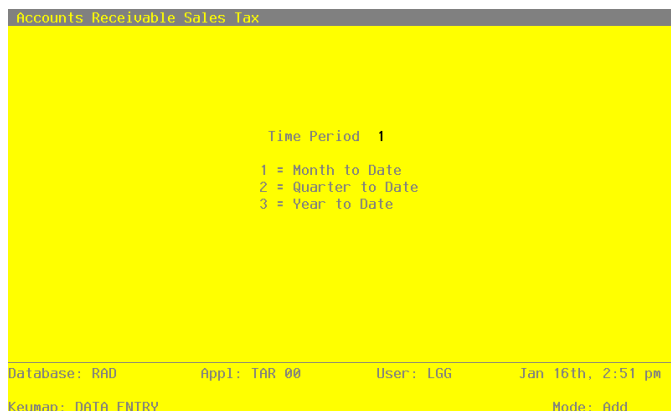 Accounts Receivable Sales Tax
Time Period 1
1 = Month to Date
2 = Quarter to Date
3 = Year to Date
Database: RAD Appl: TAR 00 User: LGG Jan 16th, 2:51 pm
Keymap: DATA ENTRY Mode: Add